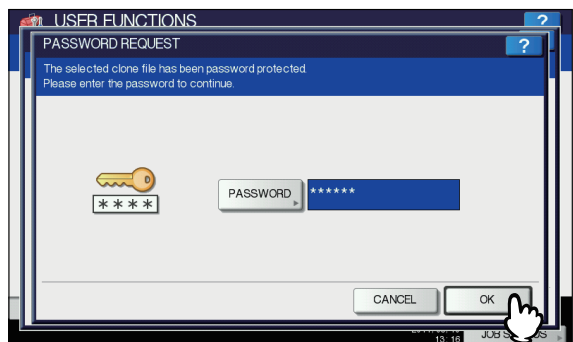 USER FUNCTIONS
?
PASSWORD REQUEST
?
The selected clone file has been password protected.
Please enter the password to continue.
****
PASSWORD
******
CANCEL
OK
13:16
JOB